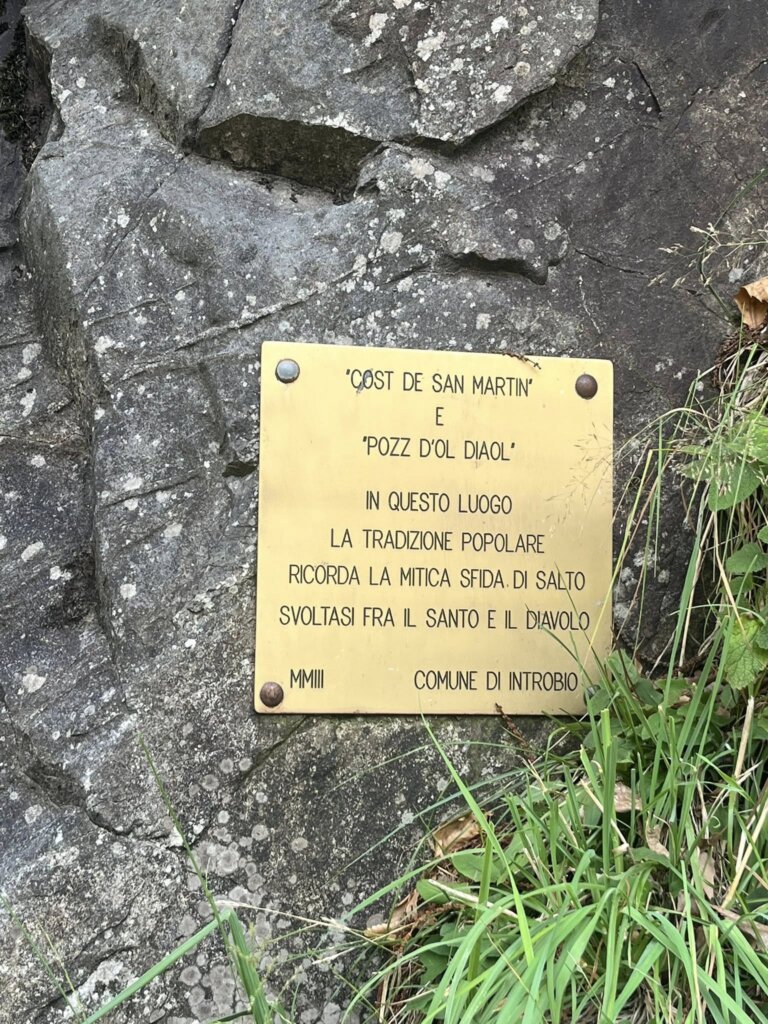 "COST DE SAN MARTIN"
E
"POZZ D'OL DIAOL"
IN QUESTO LUOGO
LA TRADIZIONE POPOLARE
RICORDA LA MITICA SFIDA DI SALTO
SVOLTASI FRA IL SANTO E IL DIAVOLO
MMIII COMUNE DI INTROBIO